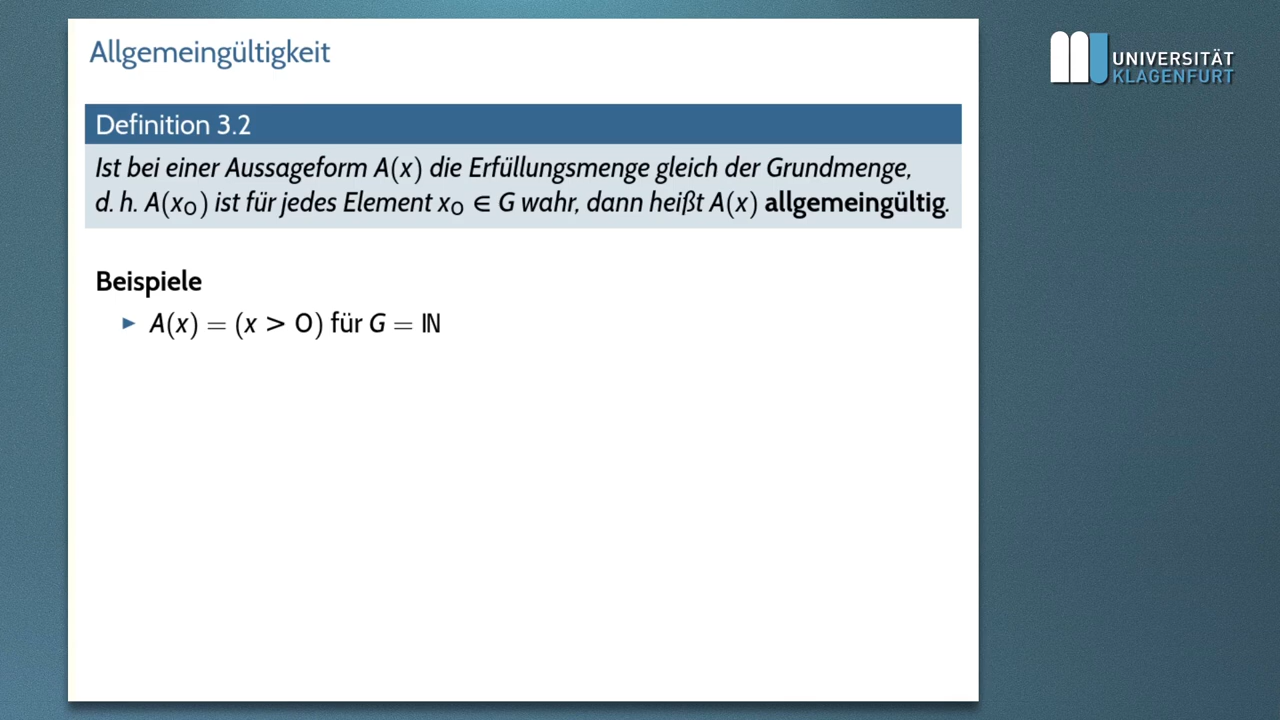 Allgemeingültigkeit
UNIVERSITÄT
KLAGENFURT
Definition 3.2
Ist bei einer Aussageform A(x) die Erfüllungsmenge gleich der Grundmenge,
d. h. A(x₀) ist für jedes Element x₀ ∈ G wahr, dann heißt A(x) allgemeingültig.
Beispiele
▶ A(x) = (x > 0) für G = ℕ